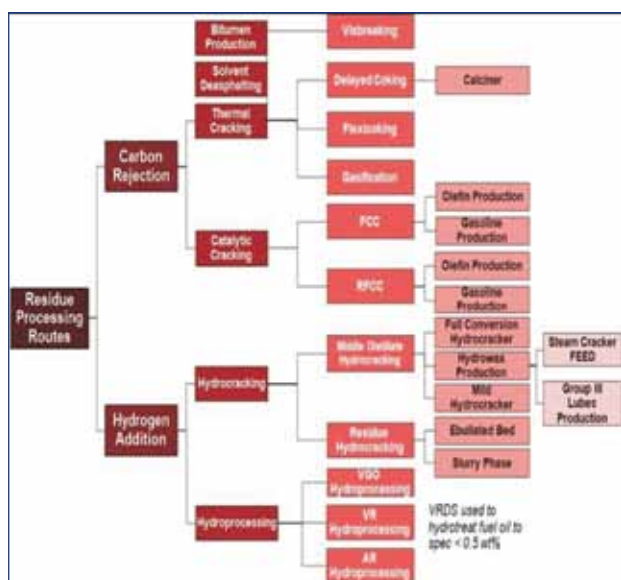 Bitumen
Production
Visbreaking
Solvent
Deasphalting
Thermal
Cracking
Delayed Coking
Calciner
Flexicoking
Gasification
Carbon
Rejection
Catalytic
Cracking
FCC
Olefin Production
Gasoline
Production
RFCC
Olefin Production
Gasoline
Production
Residue
Processing
Routes
Hydrogen
Addition
Hydrocracking
Middle Distillate
Hydrocracking
Full Conversion
Hydrocracker
Hydrowax
Production
Mild
Hydrocracker
Steam Cracker
FEED
Group III
Lubes
Production
Residue
Hydrocracking
Ebullated Bed
Slurry Phase
Hydroprocessing
VGO
Hydroprocessing
VR
Hydroprocessing
AR
Hydroprocessing
VRDS used to
hydrotreat fuel oil to
spec < 0.5 wt%